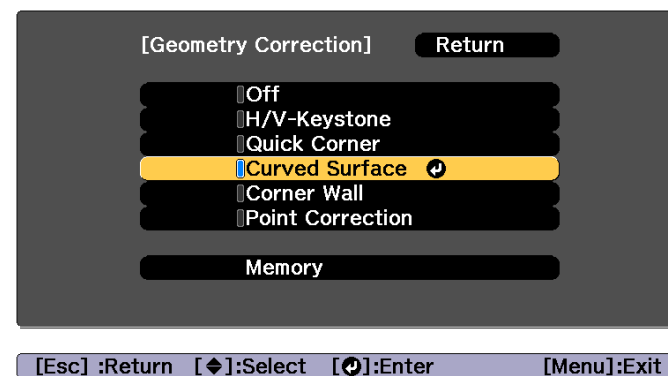 [Geometry Correction] Return
Off
H/V-Keystone
Quick Corner
Curved Surface
Corner Wall
Point Correction
Memory
[Esc] :Return [◆]:Select [⏎]:Enter [Menu]:Exit